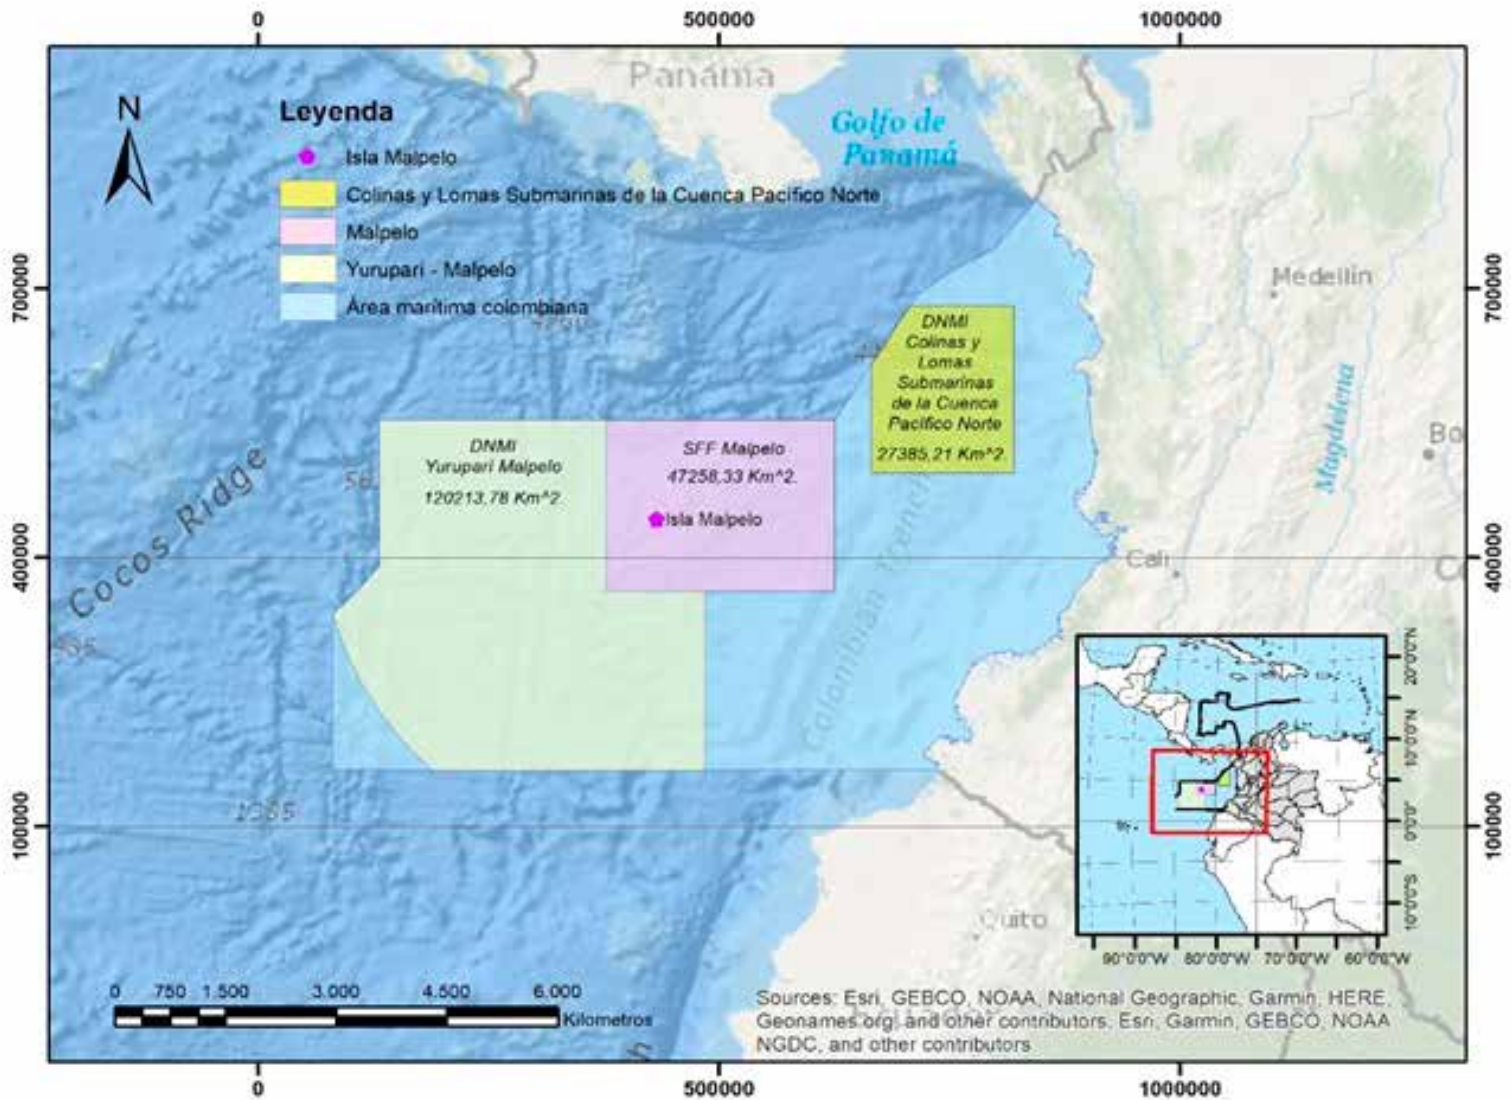 0
500000
1000000
Panamá
N
Leyenda
Isla Malpelo
Colinas y Lomas Submarinas de la Cuenca Pacífico Norte
Malpelo
Yurupari - Malpelo
Área marítima colombiana
Golfo de
Panamá
700000
700000
Medellín
DNMI
Colinas y
Lomas
Submarinas
de la Cuenca
Pacífico Norte
27385,21 Km^2.
Magdelena
Bo
DNMI
Yurupari Malpelo
120213,78 Km^2
SFF Malpelo
47258,33 Km^2.
Isla Malpelo
Cocos Ridge
400000
400000
Cali
Colombian Trench
100000
100000
Quito
20°0'0"N
10°0'0"N
0°0'0"
10°0'0"S
90°0'0"W
80°0'0"W
70°0'0"W
60°0'0"W
0
750
1.500
3.000
4.500
6.000
Kilometros
Sources: Esri, GEBCO, NOAA, National Geographic, Garmin, HERE,
Geonames.org, and other contributors, Esri, Garmin, GEBCO, NOAA
NGDC, and other contributors
0
500000
1000000